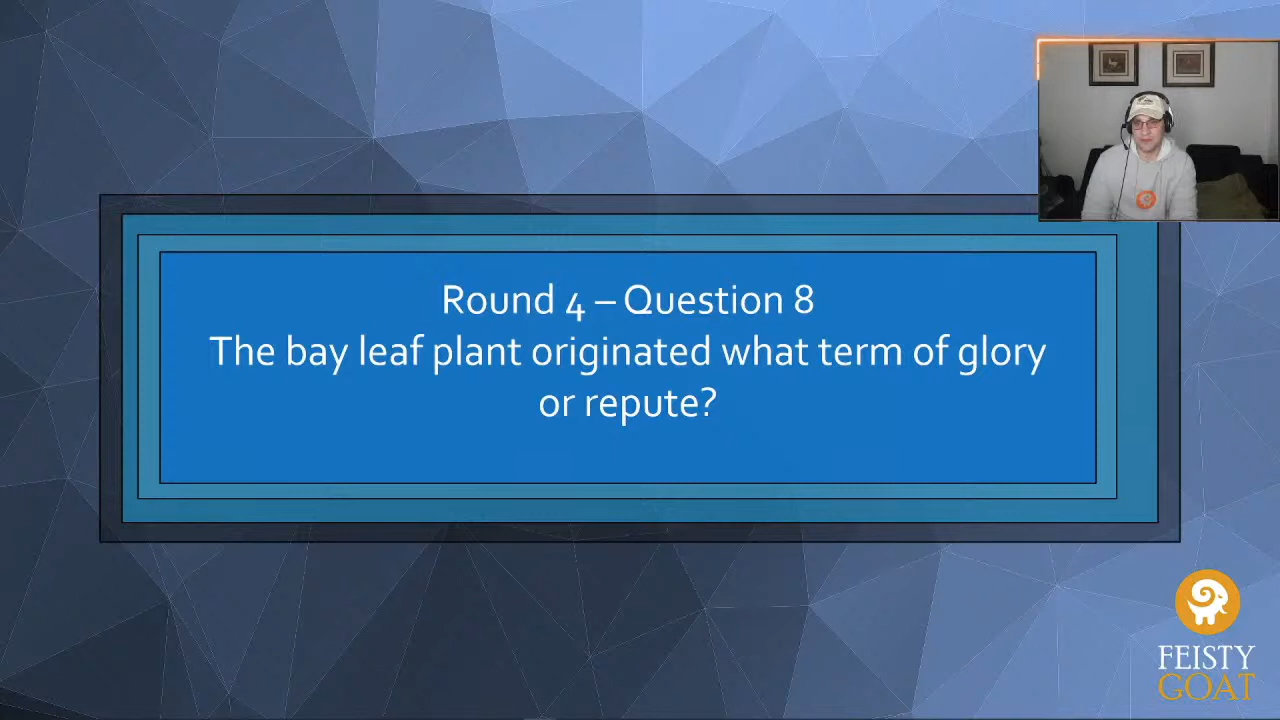 Round 4 – Question 8
The bay leaf plant originated what term of glory
or repute?
FEISTY
GOAT